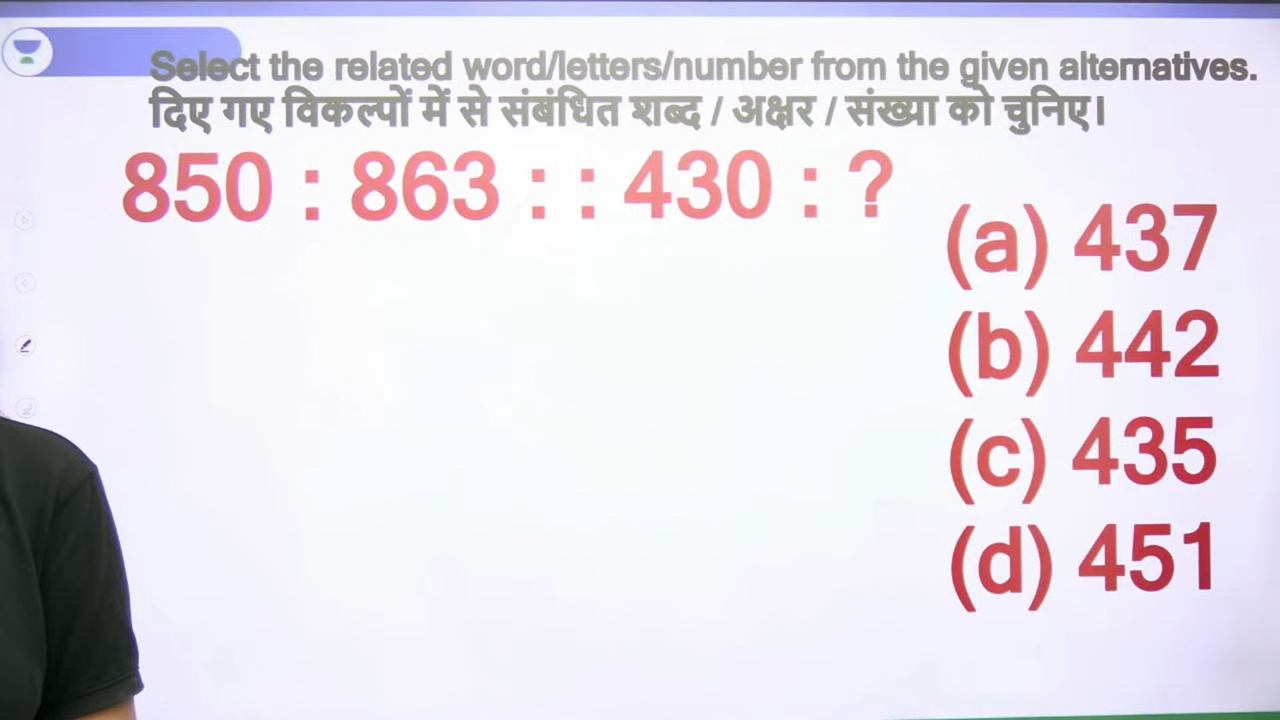 Select the related word/letters/number from the given alternatives.
दिए गए विकल्पों में से संबंधित शब्द / अक्षर / संख्या को चुनिए।
850 : 863 : : 430 : ?
(a) 437
(b) 442
(c) 435
(d) 451